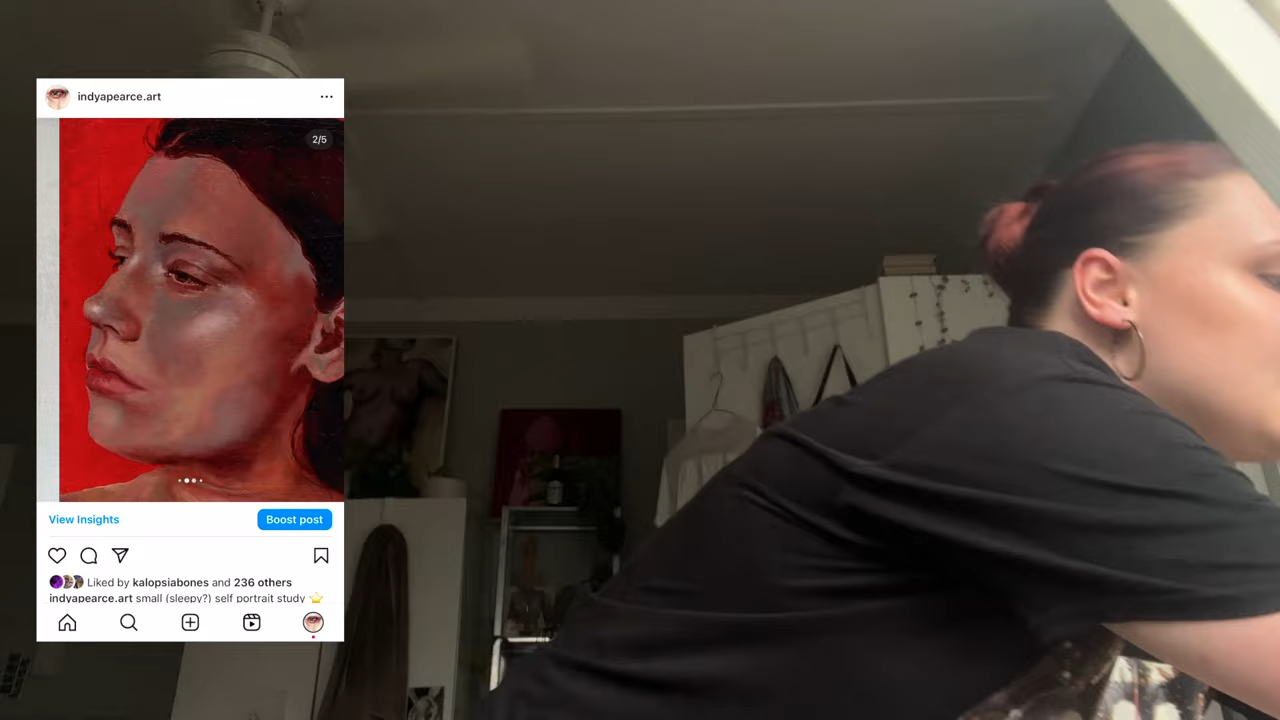 indyapearce.art
2/5
View Insights
Boost post
Liked by kalopsiabones and 236 others
indyapearce.art small (sleepy?) self portrait study ⭐